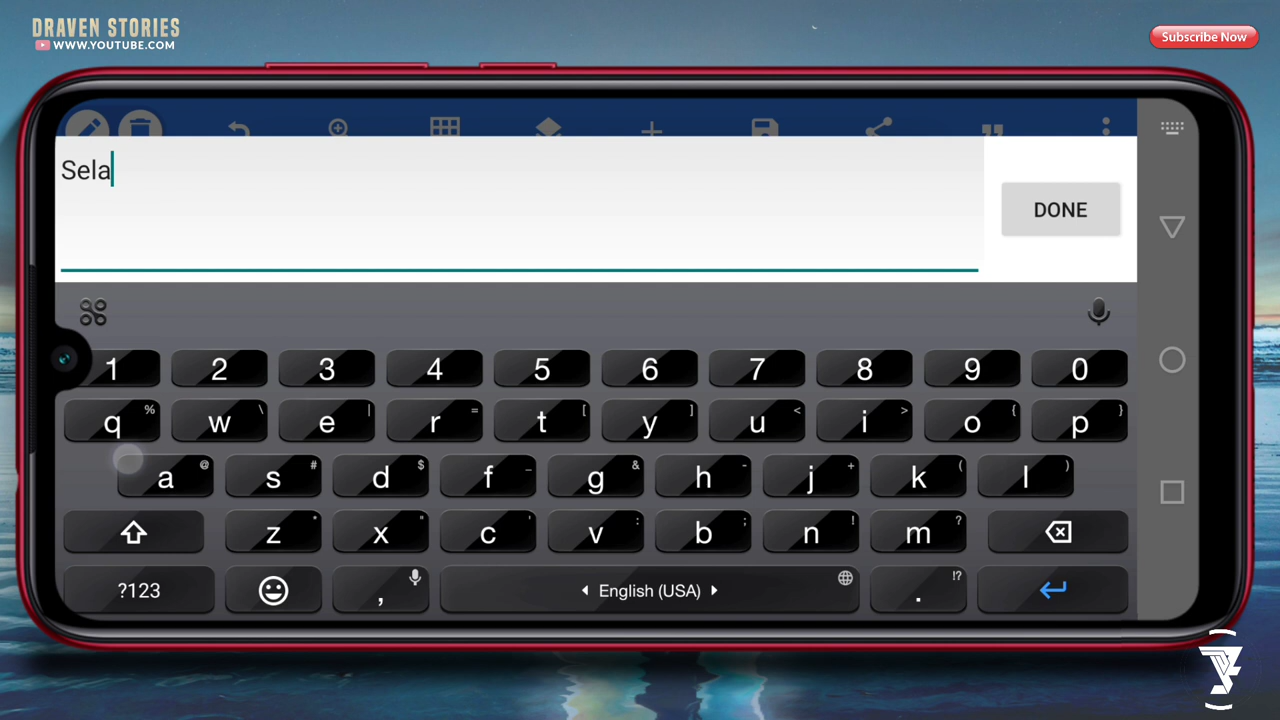 DRAVEN STORIES
WWW.YOUTUBE.COM
Subscribe Now
Sela
DONE
1 2 3 4 5 6 7 8 9 0
q % w \ e | r = t [ y ] u < i > o { p }
a @ s # d $ f _ g & h - j + k ( l )
z * x " c ' v : b ; n ! m ?
?123 , English (USA) . !?